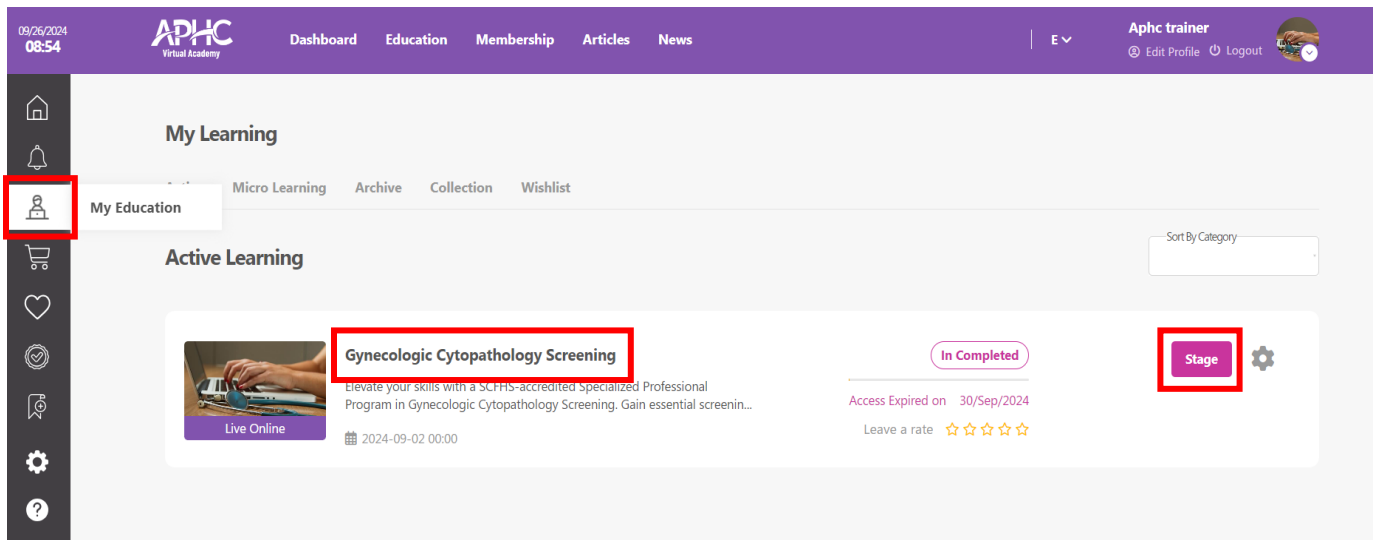 09/26/2024
08:54
APHC
Virtual Academy
Dashboard Education Membership Articles News
E
Aphc trainer
Edit Profile Logout
My Learning
Micro Learning Archive Collection Wishlist
My Education
Active Learning
Sort By Category
Gynecologic Cytopathology Screening
Elevate your skills with a SCFHS-accredited Specialized Professional
Program in Gynecologic Cytopathology Screening. Gain essential screenin...
2024-09-02 00:00
Live Online
In Completed
Access Expired on 30/Sep/2024
Leave a rate
Stage